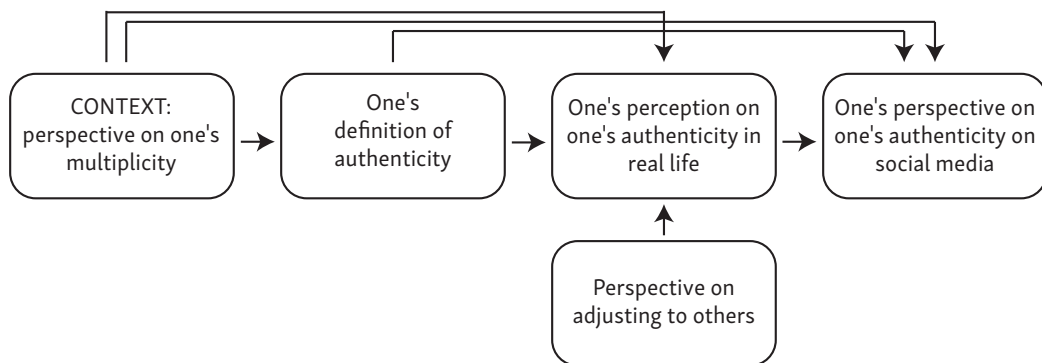 CONTEXT:
perspective on one's
multiplicity
One's
definition of
authenticity
One's perception on
one's authenticity in
real life
One's perspective on
one's authenticity on
social media
Perspective on
adjusting to others